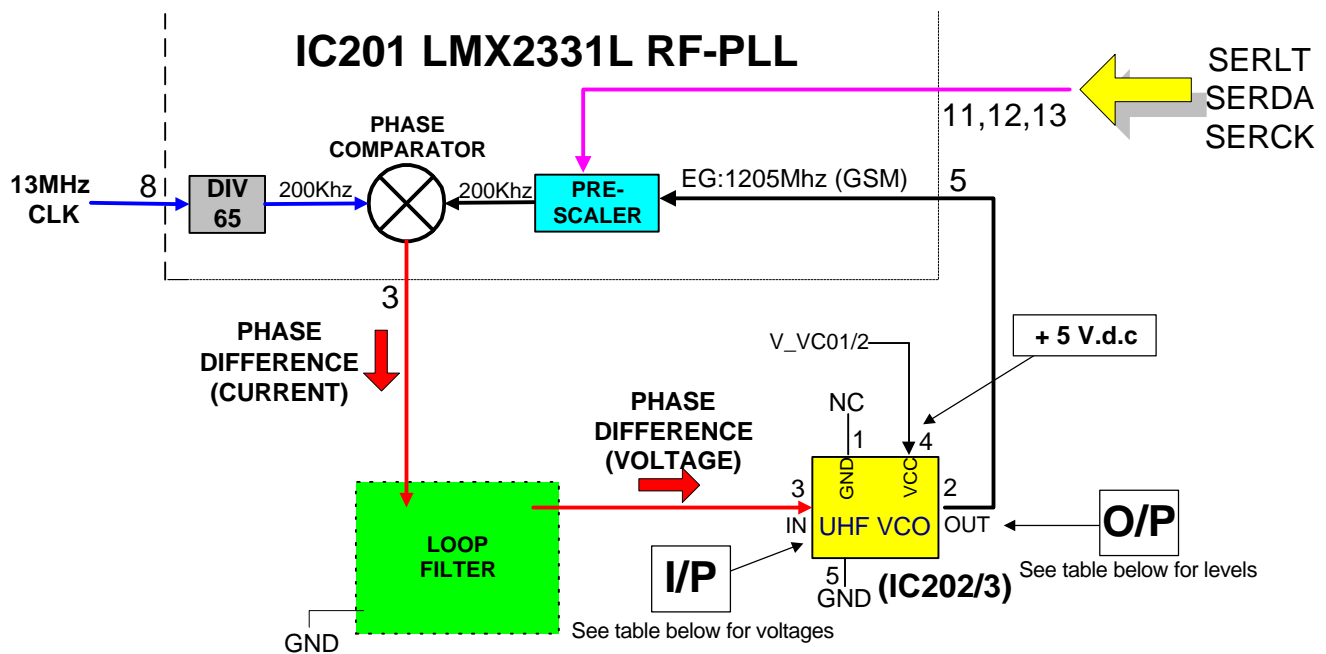 IC201 LMX2331L RF-PLL
SERLT
SERDA
SERCK
11,12,13
PHASE
COMPARATOR
13MHz
CLK
8
DIV
65
200Khz
200Khz
PRE-
SCALER
EG:1205Mhz (GSM)
5
3
PHASE
DIFFERENCE
(CURRENT)
V_VC01/2
+ 5 V.d.c
PHASE
DIFFERENCE
(VOLTAGE)
NC
1
4
GND
VCC
3
2
IN
UHF VCO
OUT
O/P
See table below for levels
LOOP
FILTER
I/P
5
GND
(IC202/3)
GND
See table below for voltages